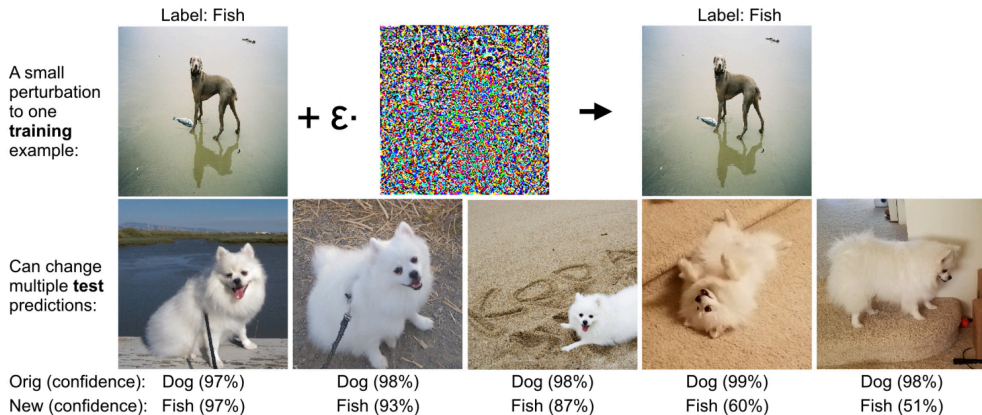 Label: Fish
Label: Fish
A small
perturbation
to one
training
example:
+ ε·
Can change
multiple test
predictions:
Orig (confidence): Dog (97%) Dog (98%) Dog (98%) Dog (99%) Dog (98%)
New (confidence): Fish (97%) Fish (93%) Fish (87%) Fish (60%) Fish (51%)